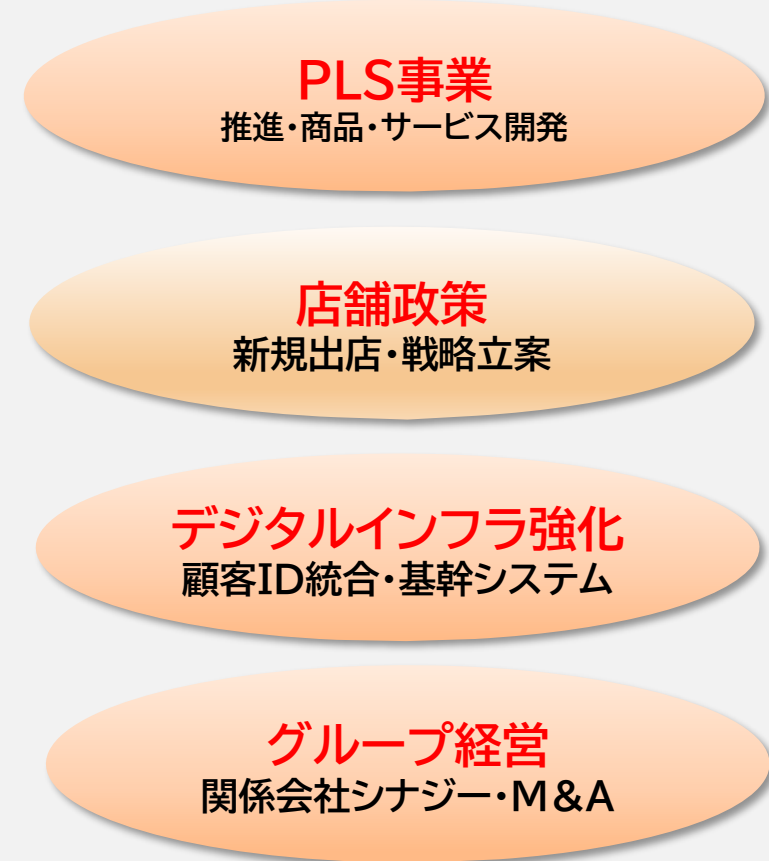 PLS事業
推進・商品・サービス開発
店舗政策
新規出店・戦略立案
デジタルインフラ強化
顧客ID統合・基幹システム
グループ経営
関係会社シナジー・M&A